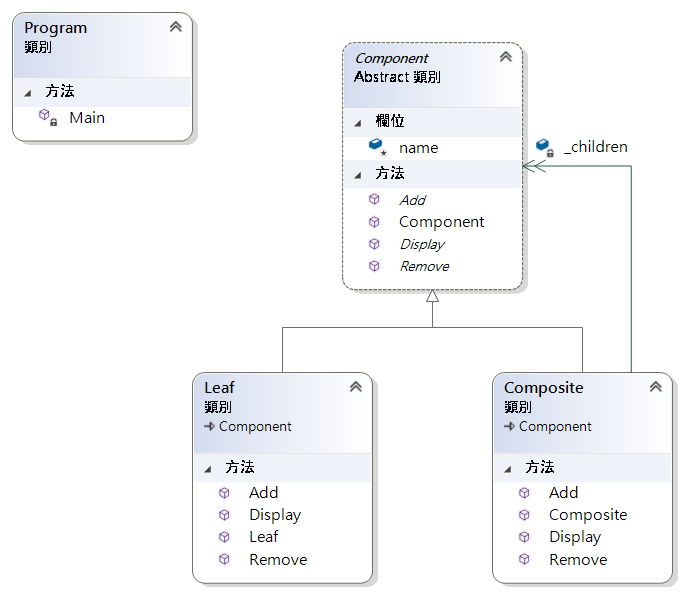 Program
類別
方法
Main
Component
Abstract 類別
欄位
name
方法
Add
Component
Display
Remove
_children
Leaf
類別
Component
方法
Add
Display
Leaf
Remove
Composite
類別
Component
方法
Add
Composite
Display
Remove